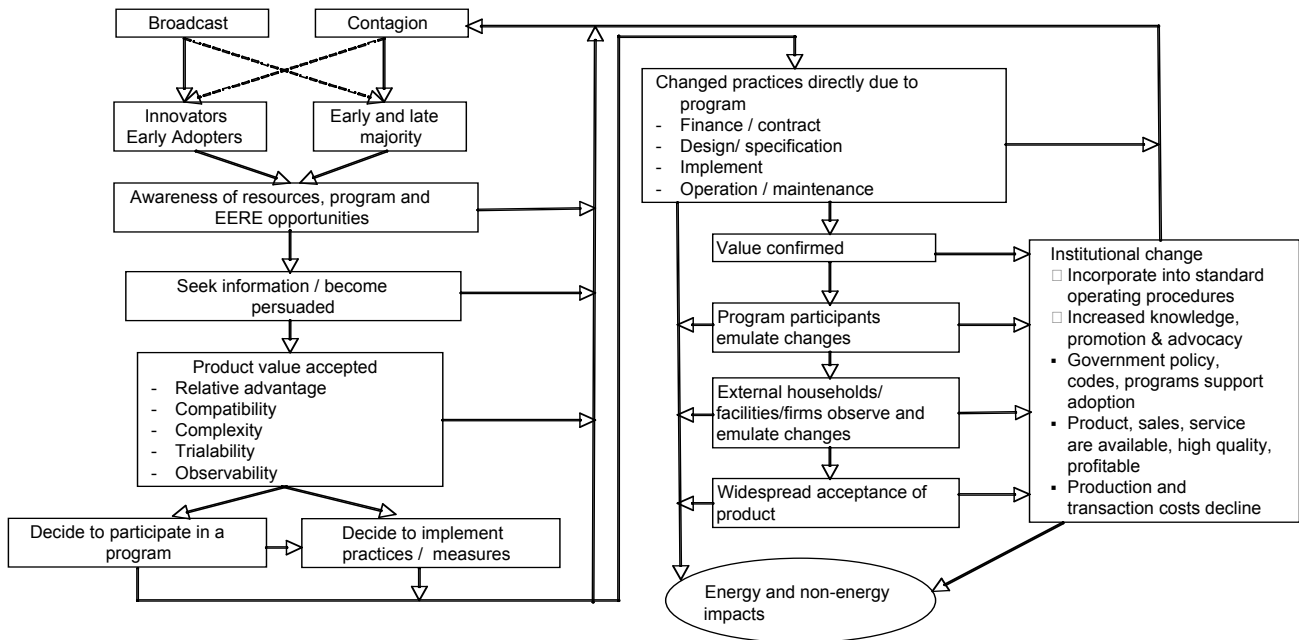 Broadcast
Contagion
Innovators
Early Adopters
Early and late
majority
Awareness of resources, program and
EERE opportunities
Seek information / become
persuaded
Product value accepted
- Relative advantage
- Compatibility
- Complexity
- Trialability
- Observability
Decide to participate in a
program
Decide to implement
practices / measures
Changed practices directly due to
program
- Finance / contract
- Design/ specification
- Implement
- Operation / maintenance
Value confirmed
Program participants
emulate changes
External households/
facilities/firms observe and
emulate changes
Widespread acceptance of
product
Institutional change
□ Incorporate into standard
operating procedures
□ Increased knowledge,
promotion & advocacy
▪ Government policy,
codes, programs support
adoption
▪ Product, sales, service
are available, high quality,
profitable
▪ Production and
transaction costs decline
Energy and non-energy
impacts